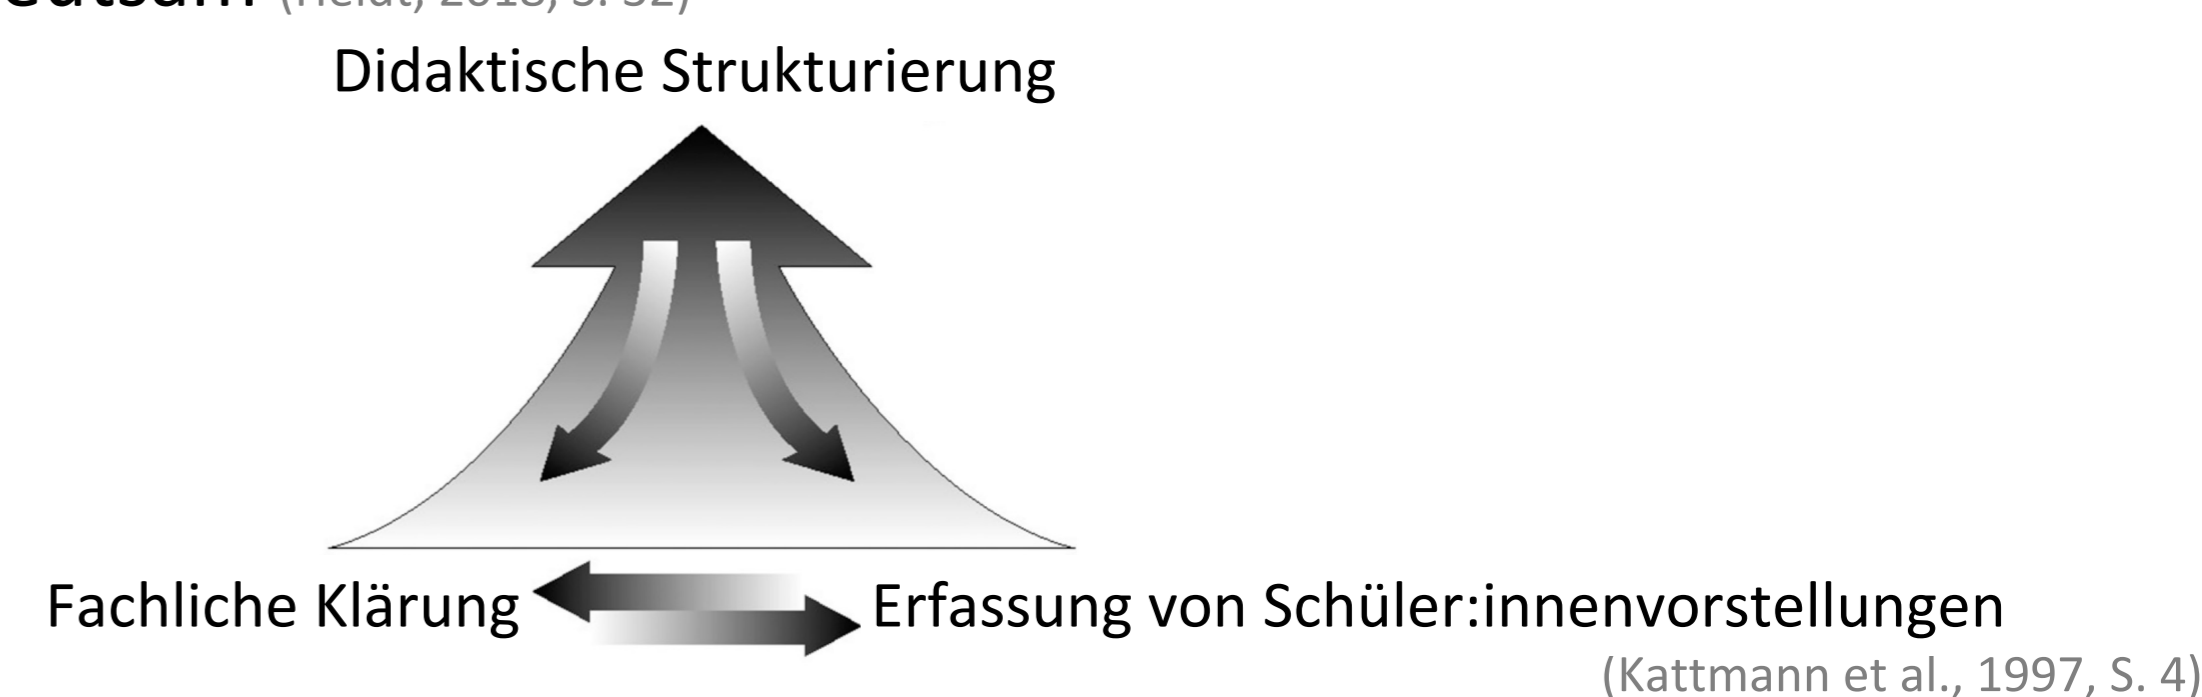 Didaktische Strukturierung
Fachliche Klärung
Erfassung von Schüler:innenvorstellungen
(Kattmann et al., 1997, S. 4)